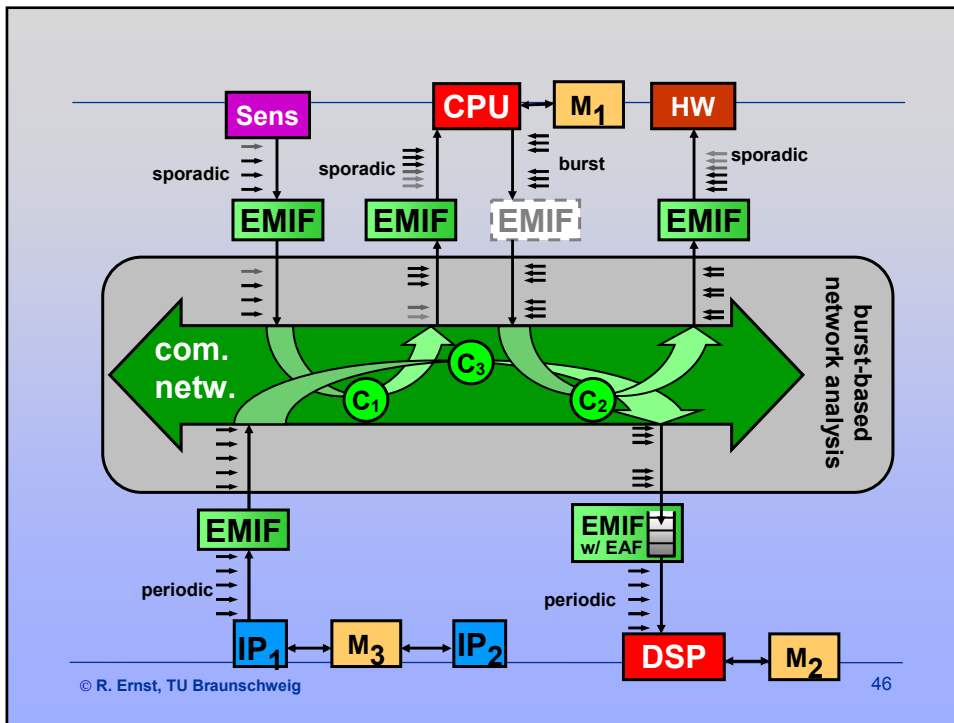 Sens
CPU
M1
HW
sporadic
sporadic
burst
sporadic
EMIF
EMIF
EMIF
EMIF
com.
netw.
C1
C3
C2
burst-based
network analysis
EMIF
EMIF
w/ EAF
periodic
periodic
IP1
M3
IP2
DSP
M2
© R. Ernst, TU Braunschweig
46